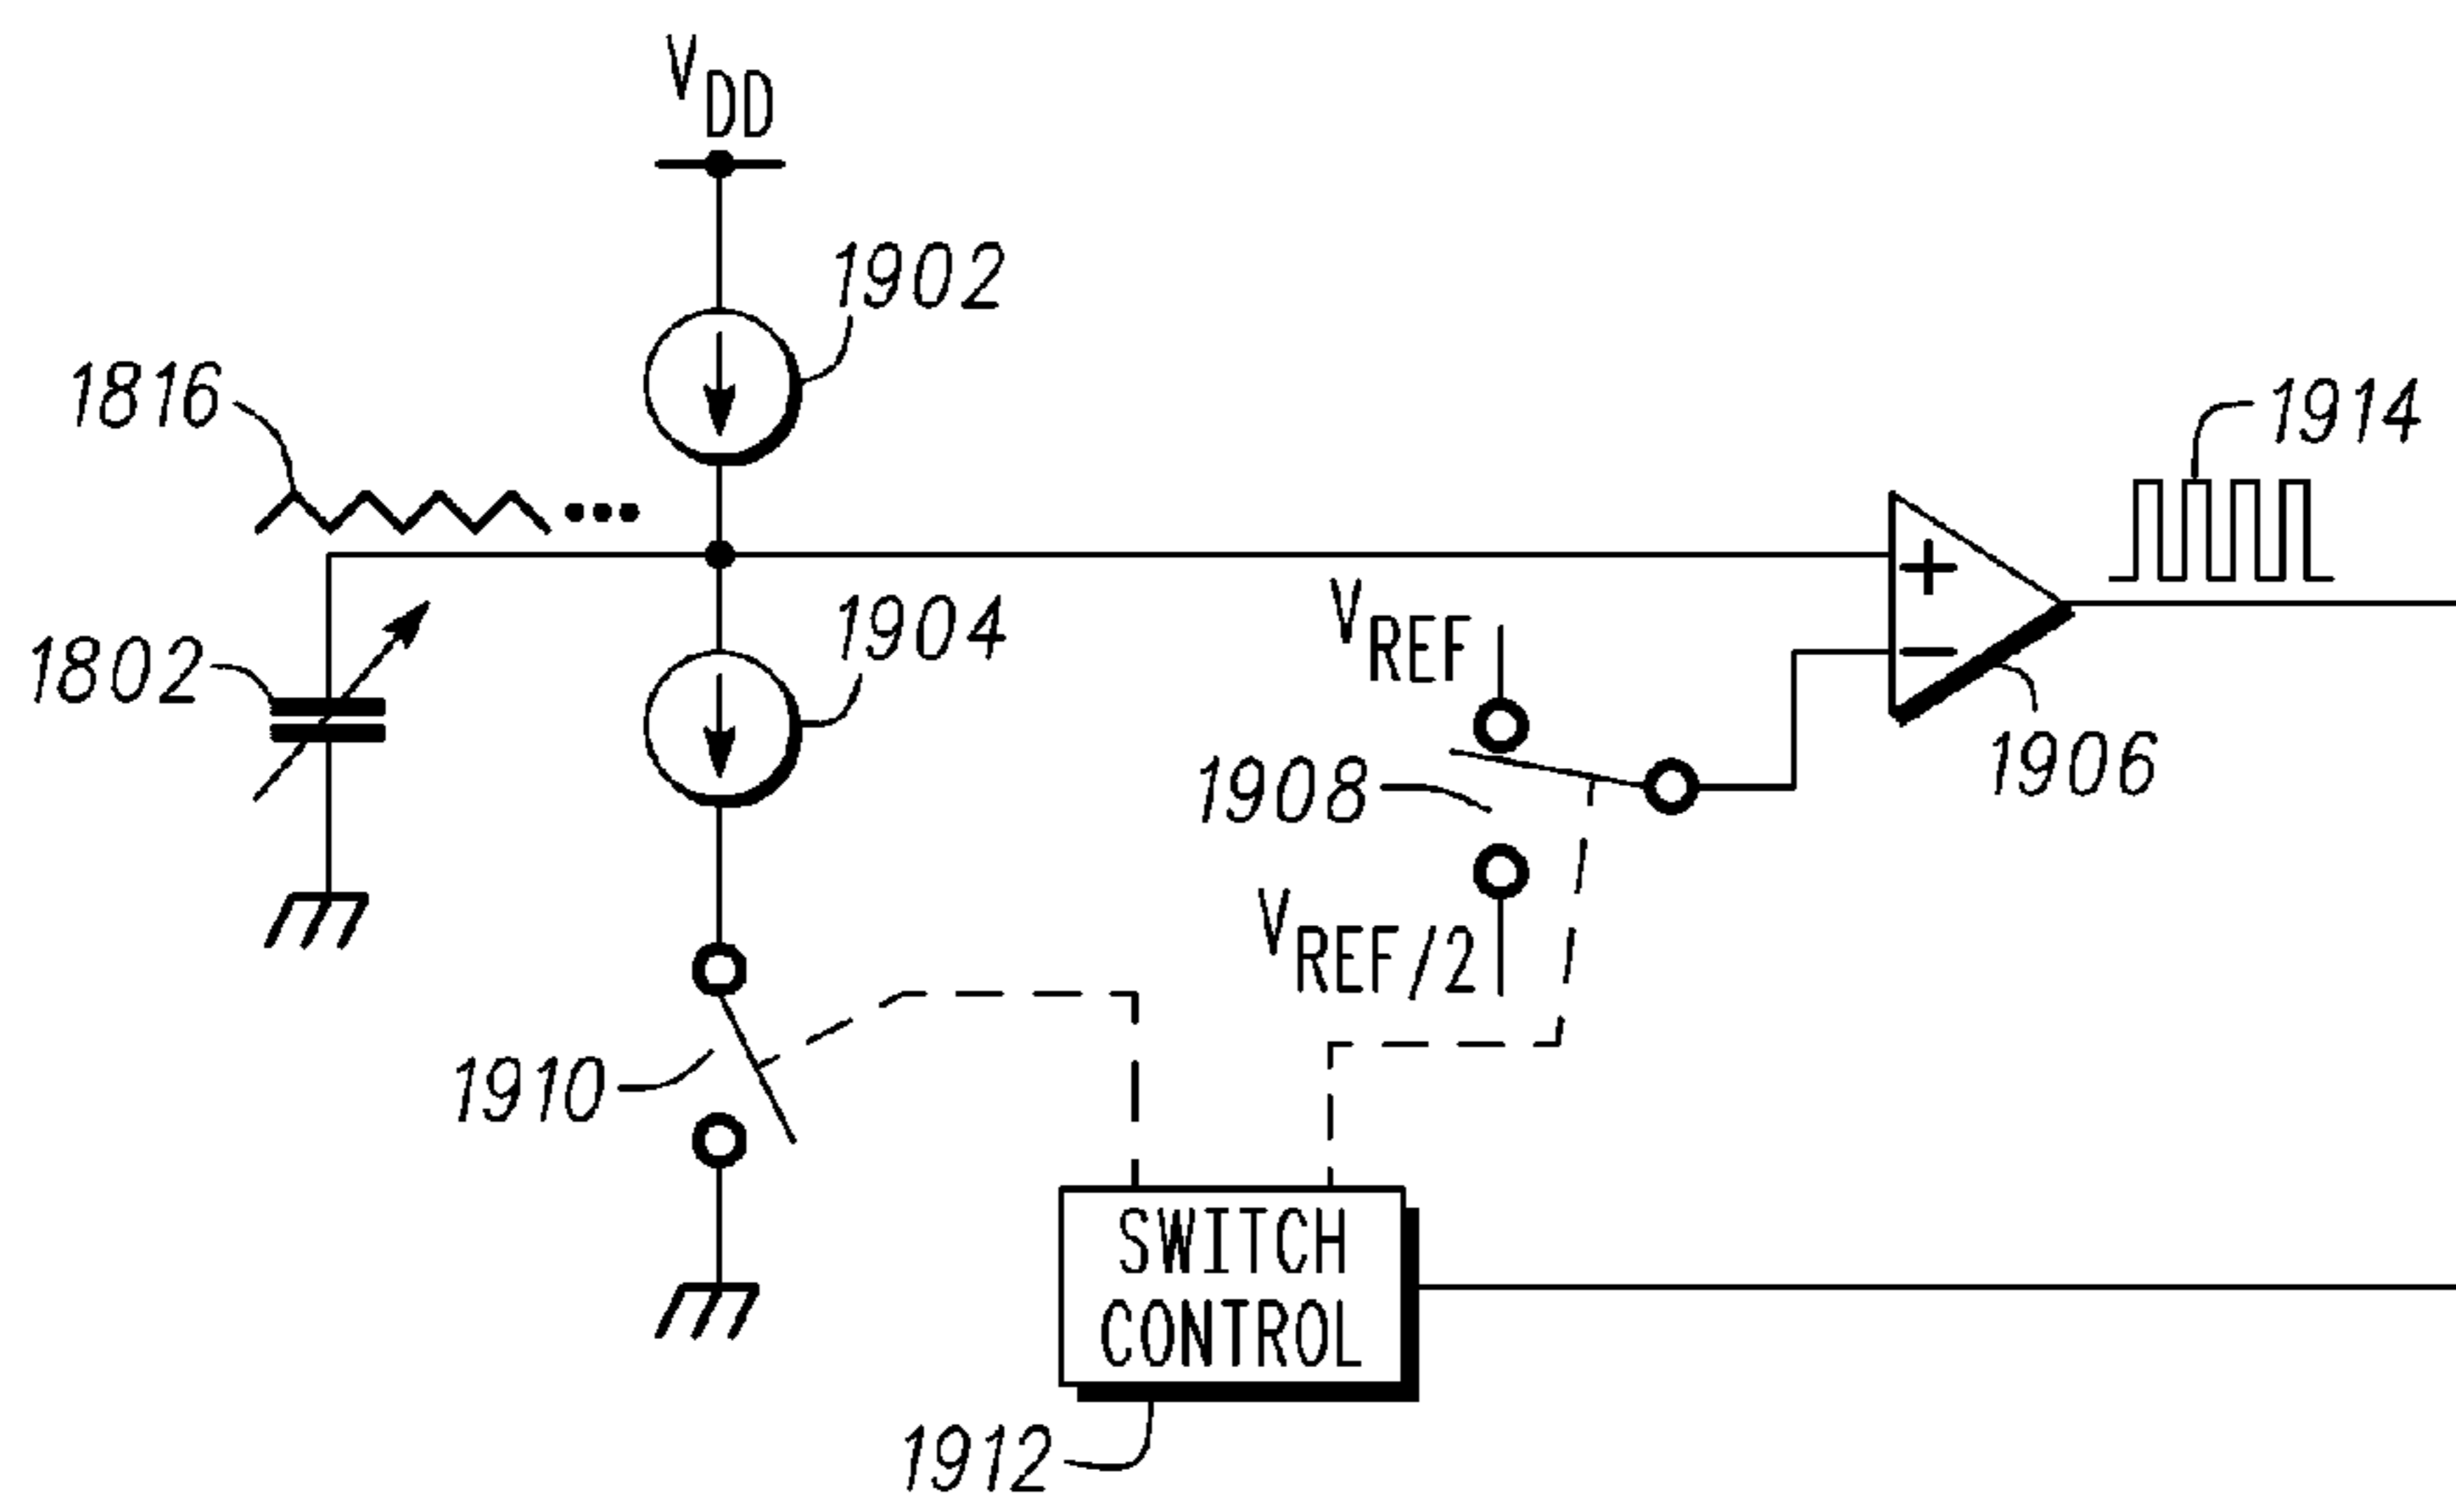 VDD
1902
1816
1914
+
1904
VREF
1802
−
1906
1908
VREF/2
1910
SWITCH
CONTROL
1912